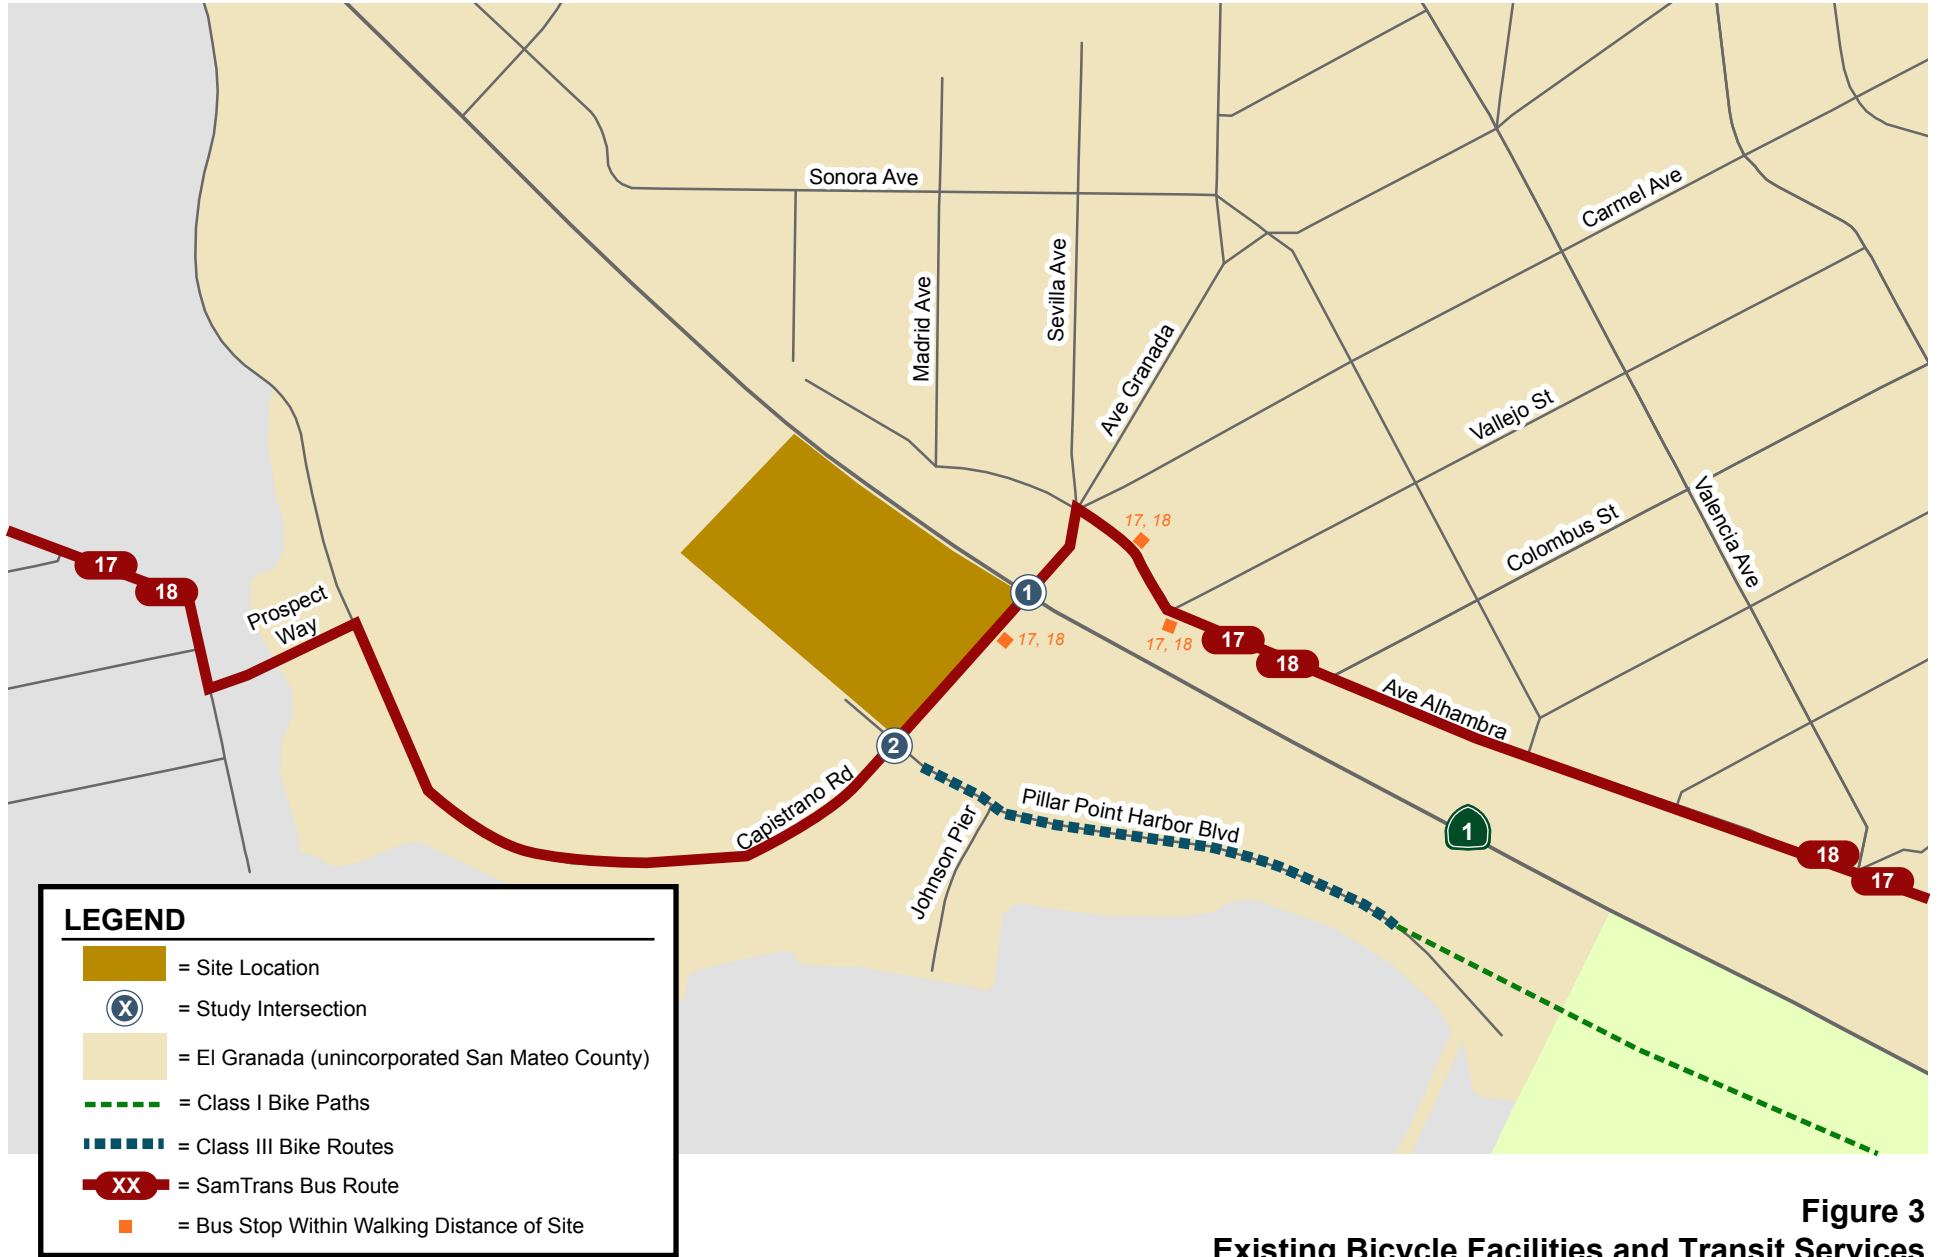 Sonora Ave
Carmel Ave
Madrid Ave
Sevilla Ave
Ave Granada
Vallejo St
Colombus St
Valencia Ave
17, 18
17
18
Prospect
Way
1
17, 18
17, 18
17
18
Ave Alhambra
2
Capistrano Rd
Pillar Point Harbor Blvd
Johnson Pier
1
18
17
LEGEND
= Site Location
X = Study Intersection
= El Granada (unincorporated San Mateo County)
= Class I Bike Paths
= Class III Bike Routes
XX = SamTrans Bus Route
= Bus Stop Within Walking Distance of Site
Figure 3
Existing Bicycle Facilities and Transit Services